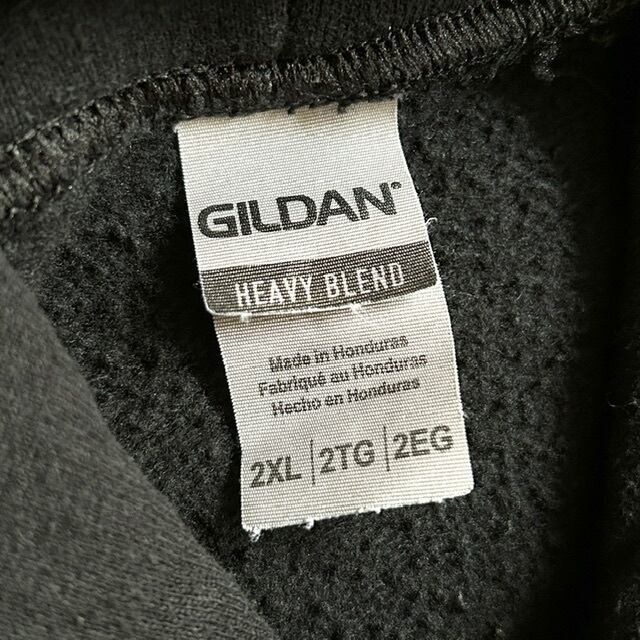 GILDAN®
HEAVY BLEND
Made in Honduras
Fabriqué au Honduras
Hecho en Honduras
2XL | 2TG | 2EG